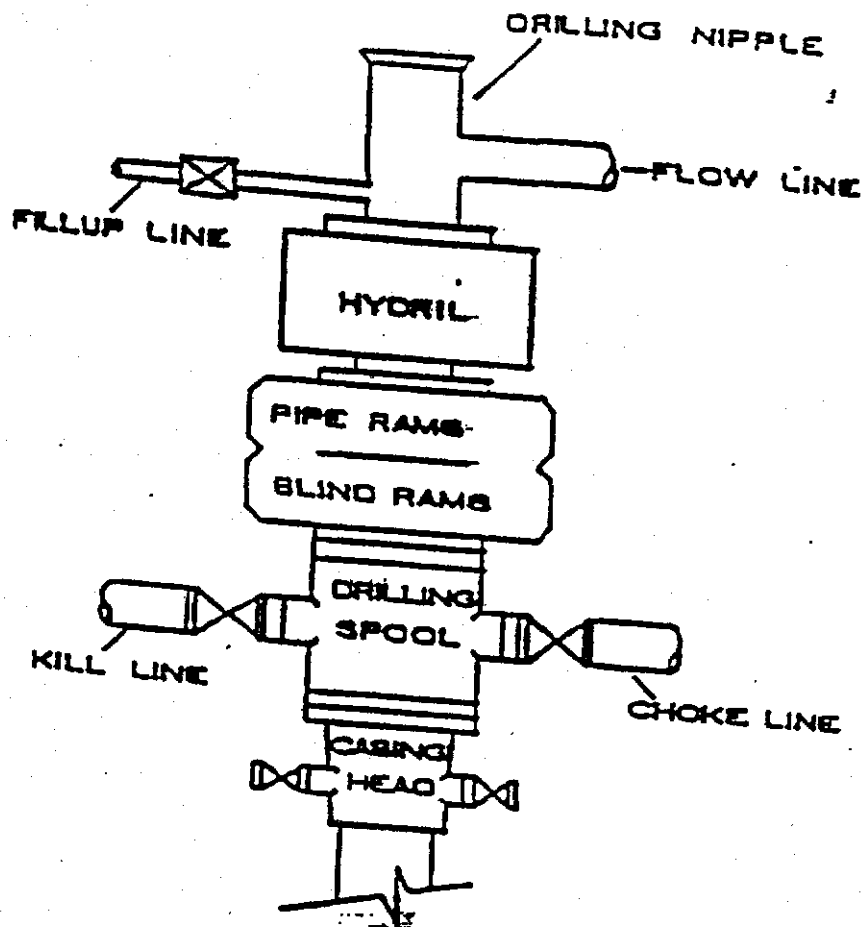 DRILLING NIPPLE
FLOW LINE
FILLUP LINE
HYDRIL
PIPE RAMS
BLIND RAMS
DRILLING
SPOOL
KILL LINE
CHOKE LINE
CASING
HEAD